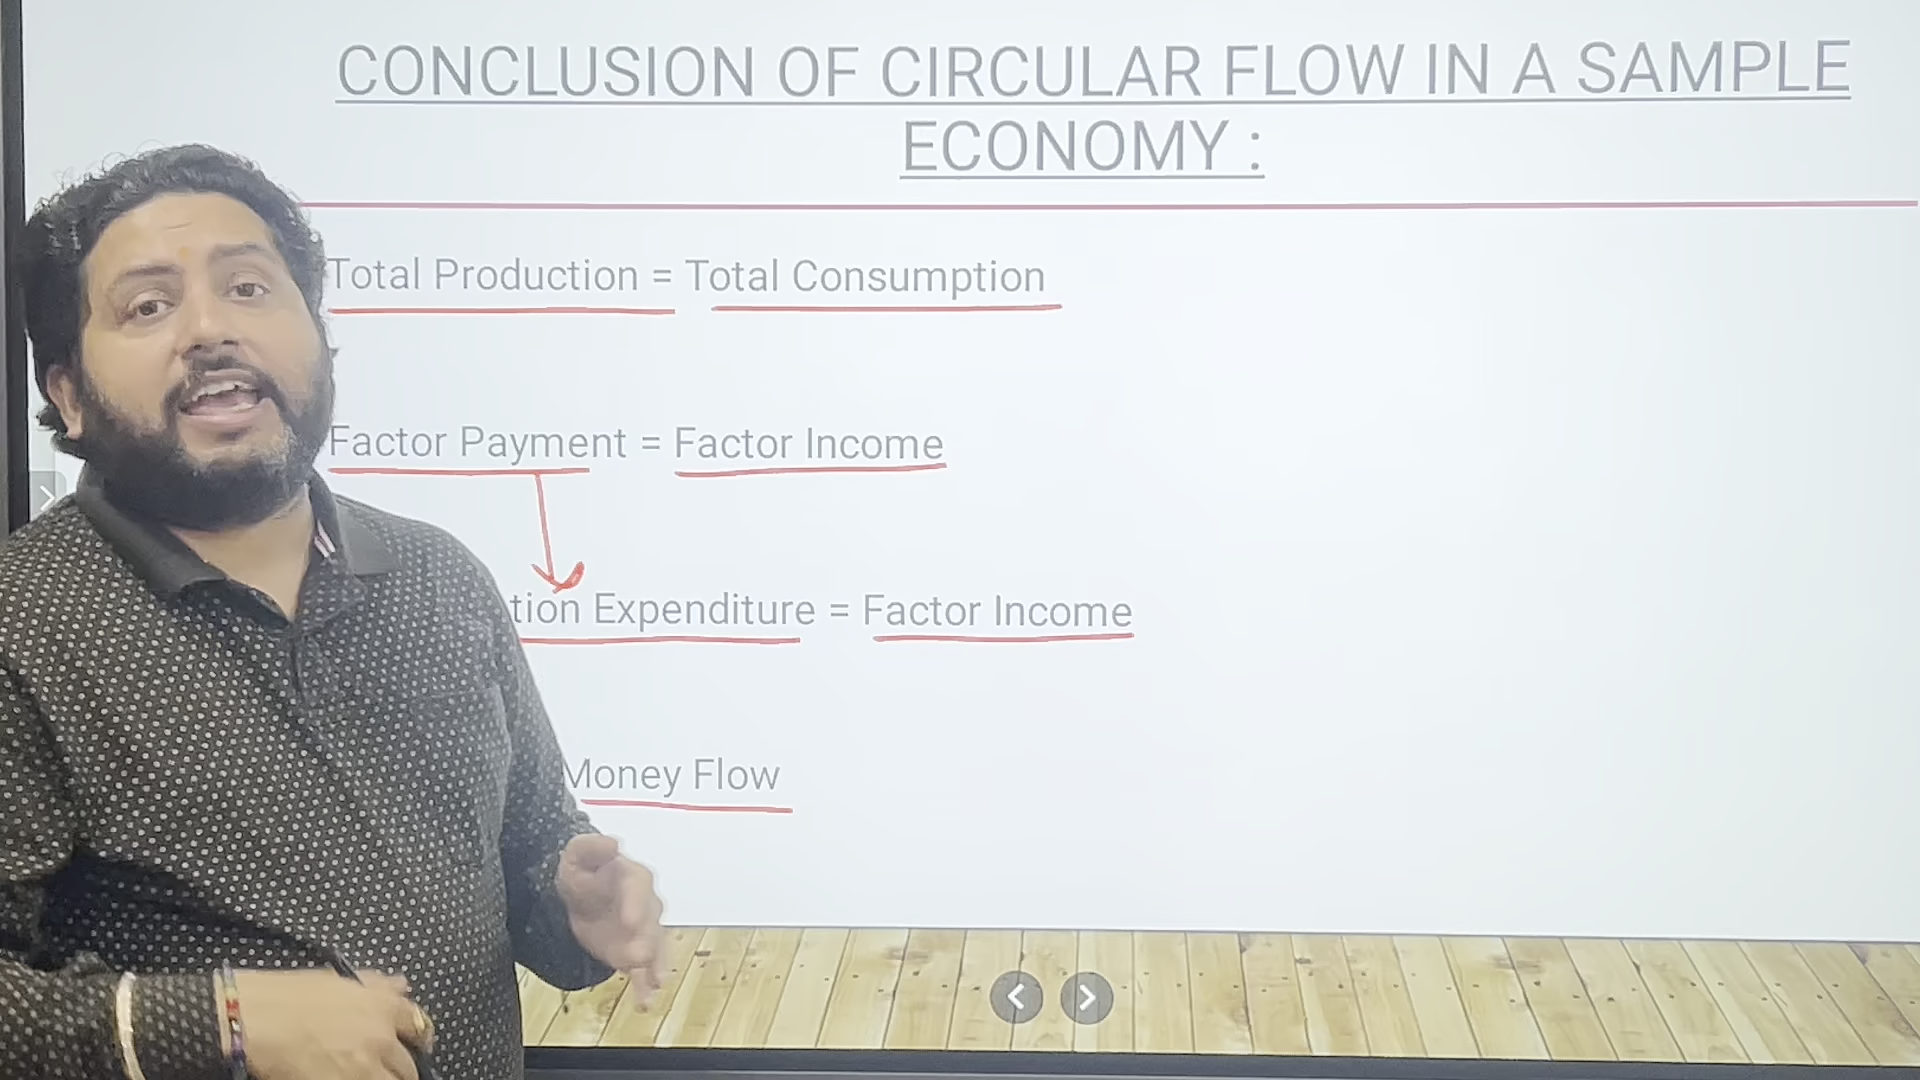 CONCLUSION OF CIRCULAR FLOW IN A SAMPLE
ECONOMY :
Total Production = Total Consumption
Factor Payment = Factor Income
tion Expenditure = Factor Income
Money Flow